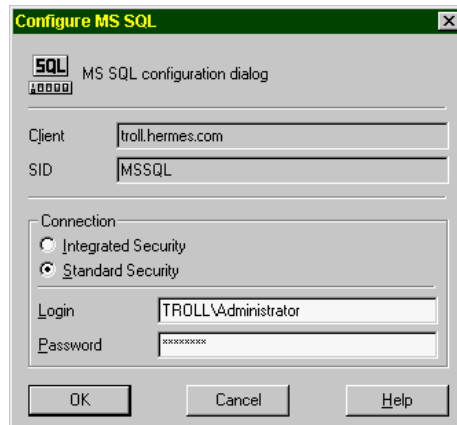 Configure MS SQL
SQL
MS SQL configuration dialog
Client troll.hermes.com
SID MSSQL
Connection
Integrated Security
Standard Security
Login TROLL\Administrator
Password ********
OK Cancel Help